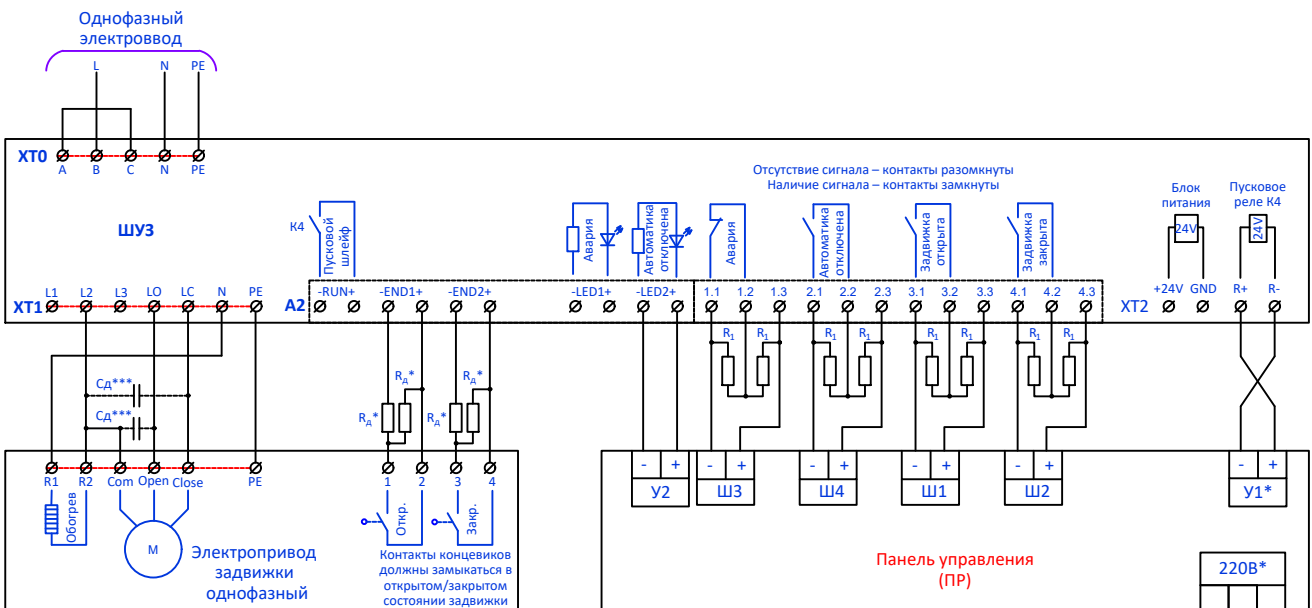 Однофазный
электроввод
L N PE
XT0
A B C N PE
Отсутствие сигнала – контакты разомкнуты
Наличие сигнала – контакты замкнуты
Блок
питания
Пусковое
реле К4
24V
24V
ШУЗ
К4
Пусковой
шлейф
Авария
Автоматика
отключена
Авария
Автоматика
отключена
Задвижка
открыта
Задвижка
закрыта
XT1
L1 L2 L3 LO LC N PE
A2
-RUN+ -END1+ -END2+ -LED1+ -LED2+
1.1 1.2 1.3 2.1 2.2 2.3 3.1 3.2 3.3 4.1 4.2 4.3
XT2
+24V GND R+ R-
R1 R1 R1 R1 R1 R1 R1 R1
Сд***
Сд***
Rд* Rд*
Rд* Rд*
R1 R2 Com Open Close PE
1 2 3 4
- + - + - + - + - + - +
У2 Ш3 Ш4 Ш1 Ш2 У1*
Обогрев
М
Электропривод
задвижки
однофазный
Откр.
Закр.
Контакты концевиков
должны замыкаться в
открытом/закрытом
состоянии задвижки
Панель управления
(ПР)
220В*